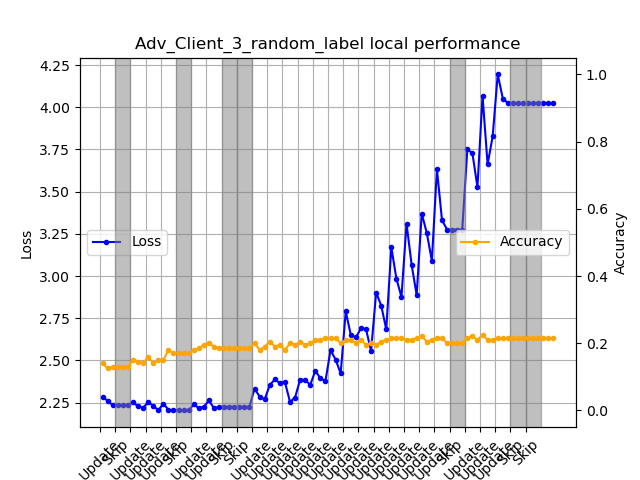 Adv_Client_3_random_label local performance
4.25
4.00
3.75
3.50
3.25
3.00
2.75
2.50
2.25
Loss
Loss
Accuracy
1.0
0.8
0.6
0.4
0.2
0.0
Accuracy
Update
Skip
Update
Update
Update
Skip
Update
Update
Skip
Skip
Update
Update
Update
Update
Update
Update
Update
Update
Update
Update
Update
Update
Update
Skip
Update
Update
Update
Skip
Skip